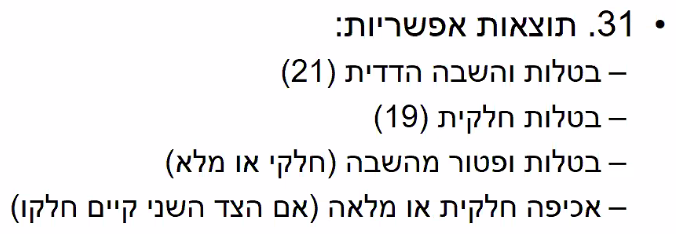 • 31. תוצאות אפשריות:
– בטלות והשבה הדדית (21)
– בטלות חלקית (19)
– בטלות ופטור מהשבה (חלקי או מלא)
– אכיפה חלקית או מלאה (אם הצד השני קיים חלקו)